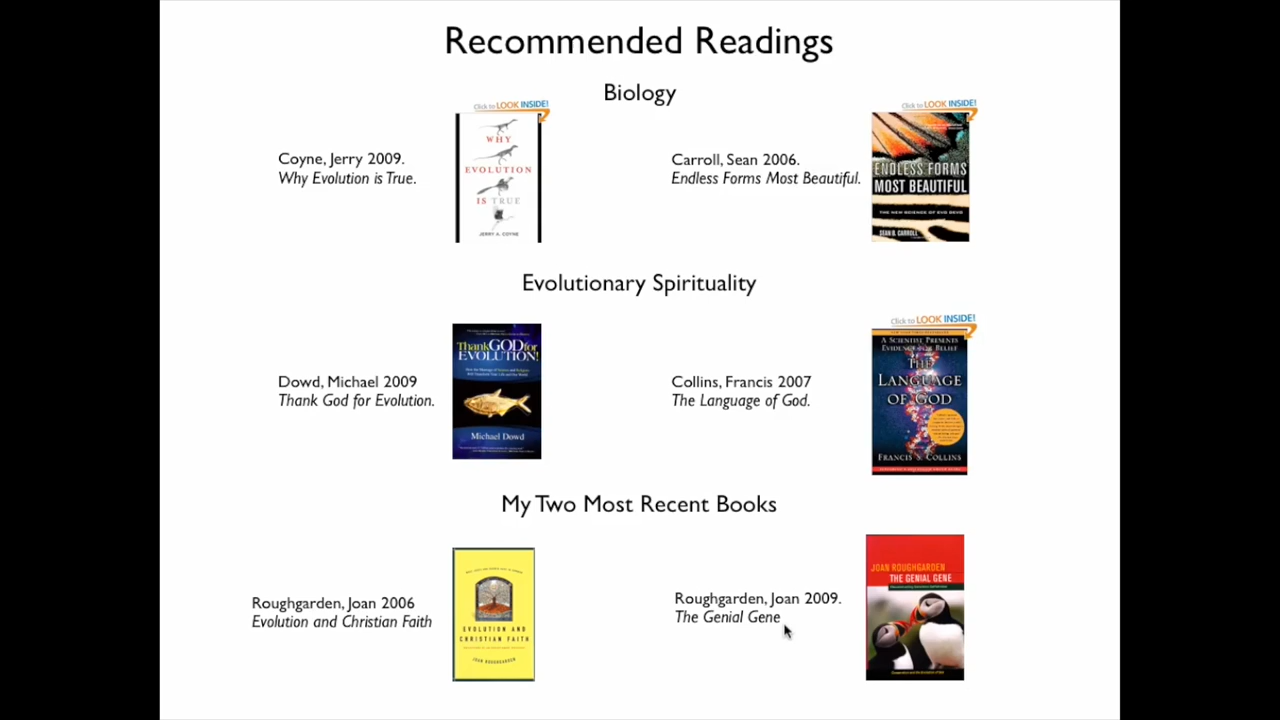 Recommended Readings
Biology
Click to LOOK INSIDE!
Coyne, Jerry 2009.
Why Evolution is True.
WHY
EVOLUTION
IS TRUE
JERRY A. COYNE
Click to LOOK INSIDE!
Carroll, Sean 2006.
Endless Forms Most Beautiful.
ENDLESS FORMS
MOST BEAUTIFUL
THE NEW SCIENCE OF EVO DEVO
SEAN B. CARROLL
Evolutionary Spirituality
Dowd, Michael 2009
Thank God for Evolution.
Thank GOD for
EVOLUTION!
Michael Dowd
Click to LOOK INSIDE!
Collins, Francis 2007
The Language of God.
A SCIENTIST PRESENTS
EVIDENCE FOR BELIEF
THE
LANGUAGE
OF GOD
FRANCIS S. COLLINS
My Two Most Recent Books
Roughgarden, Joan 2006
Evolution and Christian Faith
EVOLUTION AND
CHRISTIAN FAITH
JOAN ROUGHGARDEN
Roughgarden, Joan 2009.
The Genial Gene
JOAN ROUGHGARDEN
THE GENIAL GENE